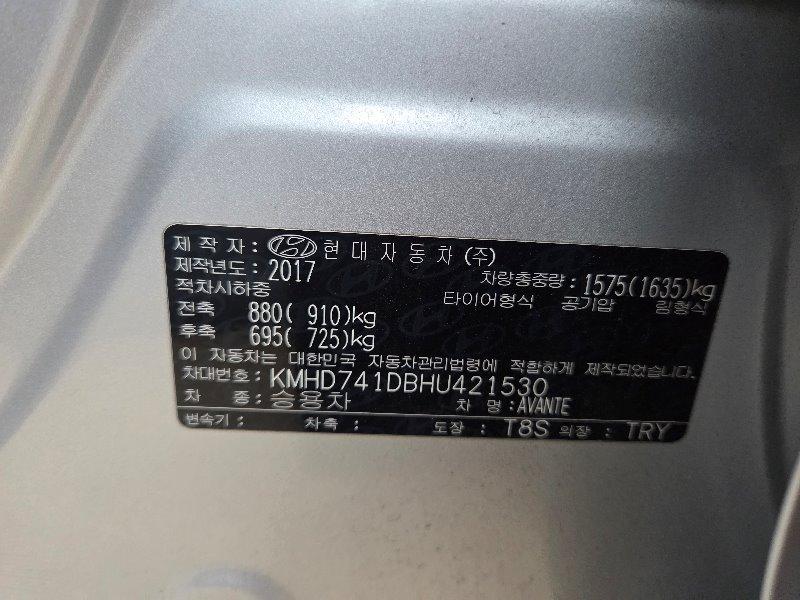 제 작 자 : 현 대 자 동 차 (주)
제작년도 : 2017 차량총중량 : 1575(1635)kg
적차시하중 타이어형식 공기압 림형식
전축 880( 910)kg
후축 695( 725)kg
이 자동차는 대한민국 자동차관리법령에 적합하게 제작되었습니다.
차대번호 : KMHD741DBHU421530
차 종 : 승용차 차 명 : AVANTE
변속기 : 차축 : 도장 : T8S 의장 : TRY